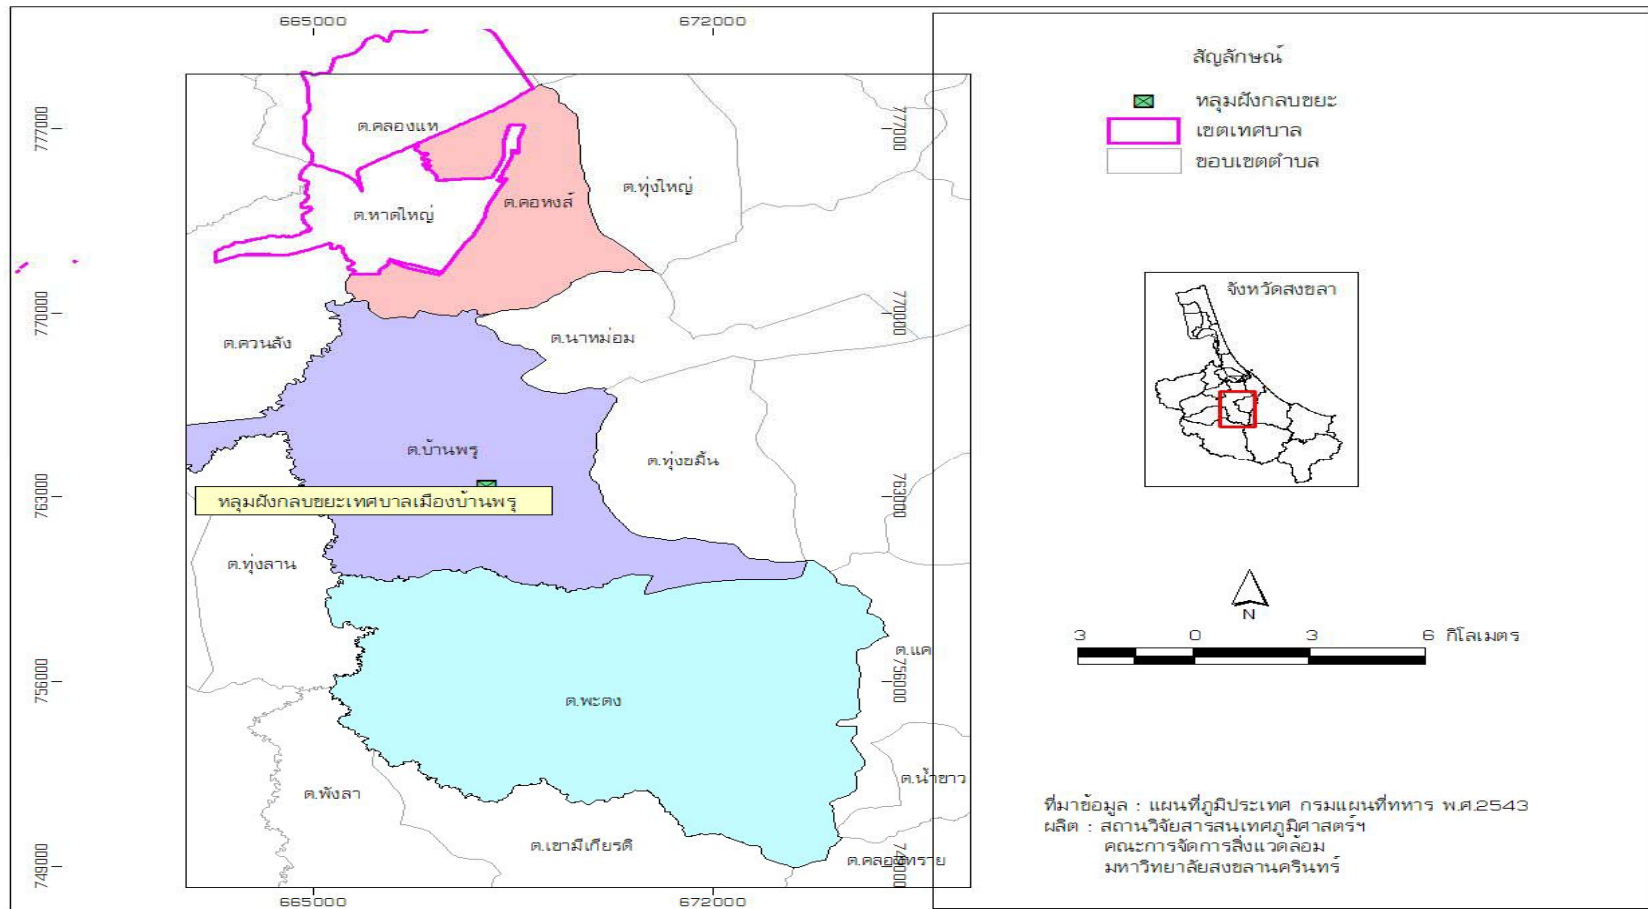 665000
672000
777000
777000
770000
770000
763000
763000
756000
756000
749000
749000
ต.คลองแห
ต.หาดใหญ่
ต.คอหงส์
ต.ทุ่งใหญ่
ต.ควนลัง
ต.นาหม่อม
ต.บ้านพรุ
ต.ทุ่งขมิ้น
หลุมฝังกลบขยะเทศบาลเมืองบ้านพรุ
ต.ทุ่งลาน
ต.แค
ต.พะตง
ต.น้ำขาว
ต.พังลา
ต.เขามีเกียรติ
ต.คลองทราย
665000
672000
สัญลักษณ์
หลุมฝังกลบขยะ
เขตเทศบาล
ขอบเขตตำบล
จังหวัดสงขลา
N
3 0 3 6 กิโลเมตร
ที่มาข้อมูล : แผนที่ภูมิประเทศ กรมแผนที่ทหาร พ.ศ.2543
ผลิต : สถานวิจัยสารสนเทศภูมิศาสตร์ฯ
คณะการจัดการสิ่งแวดล้อม
มหาวิทยาลัยสงขลานครินทร์